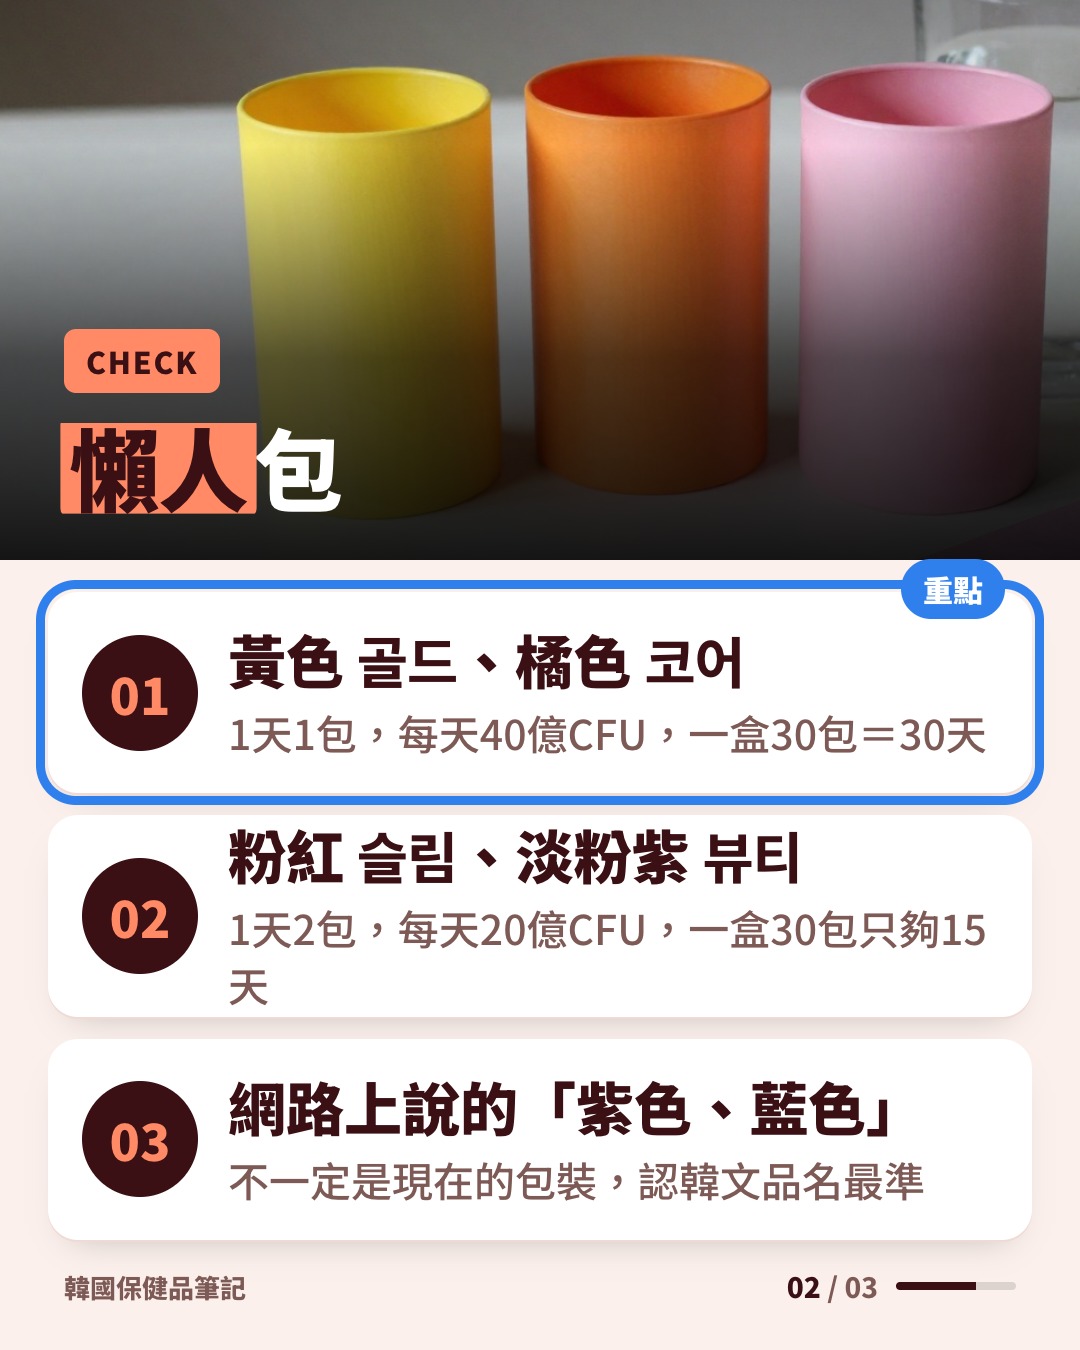 CHECK
懶人包
重點
01
黃色 골드、橘色 코어
1天1包，每天40億CFU，一盒30包＝30天
02
粉紅 슬림、淡粉紫 뷰티
1天2包，每天20億CFU，一盒30包只夠15
天
03
網路上說的「紫色、藍色」
不一定是現在的包裝，認韓文品名最準
韓國保健品筆記
02 / 03